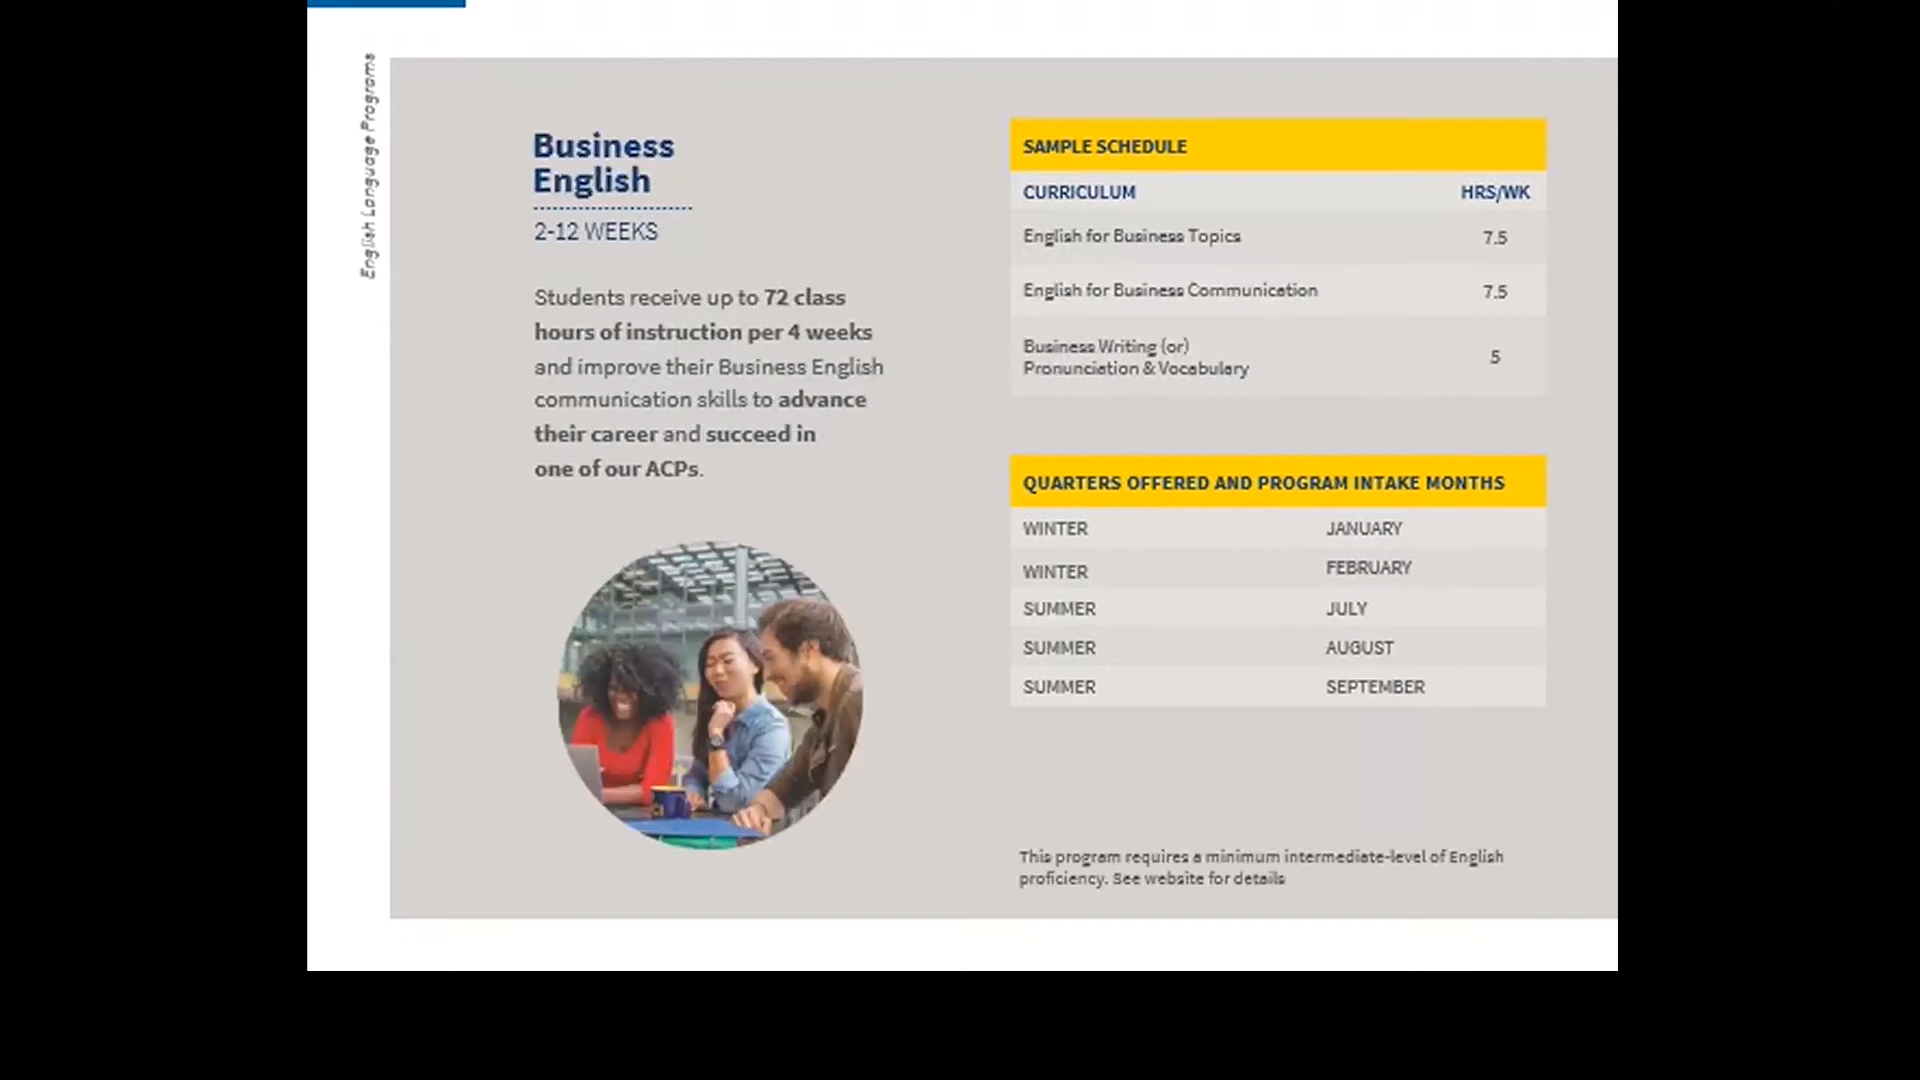 English Language Programs
Business
English
2-12 WEEKS
Students receive up to 72 class
hours of instruction per 4 weeks
and improve their Business English
communication skills to advance
their career and succeed in
one of our ACPs.
SAMPLE SCHEDULE
CURRICULUM HRS/WK
English for Business Topics 7.5
English for Business Communication 7.5
Business Writing (or)
Pronunciation & Vocabulary 5
QUARTERS OFFERED AND PROGRAM INTAKE MONTHS
WINTER JANUARY
WINTER FEBRUARY
SUMMER JULY
SUMMER AUGUST
SUMMER SEPTEMBER
This program requires a minimum intermediate-level of English
proficiency. See website for details